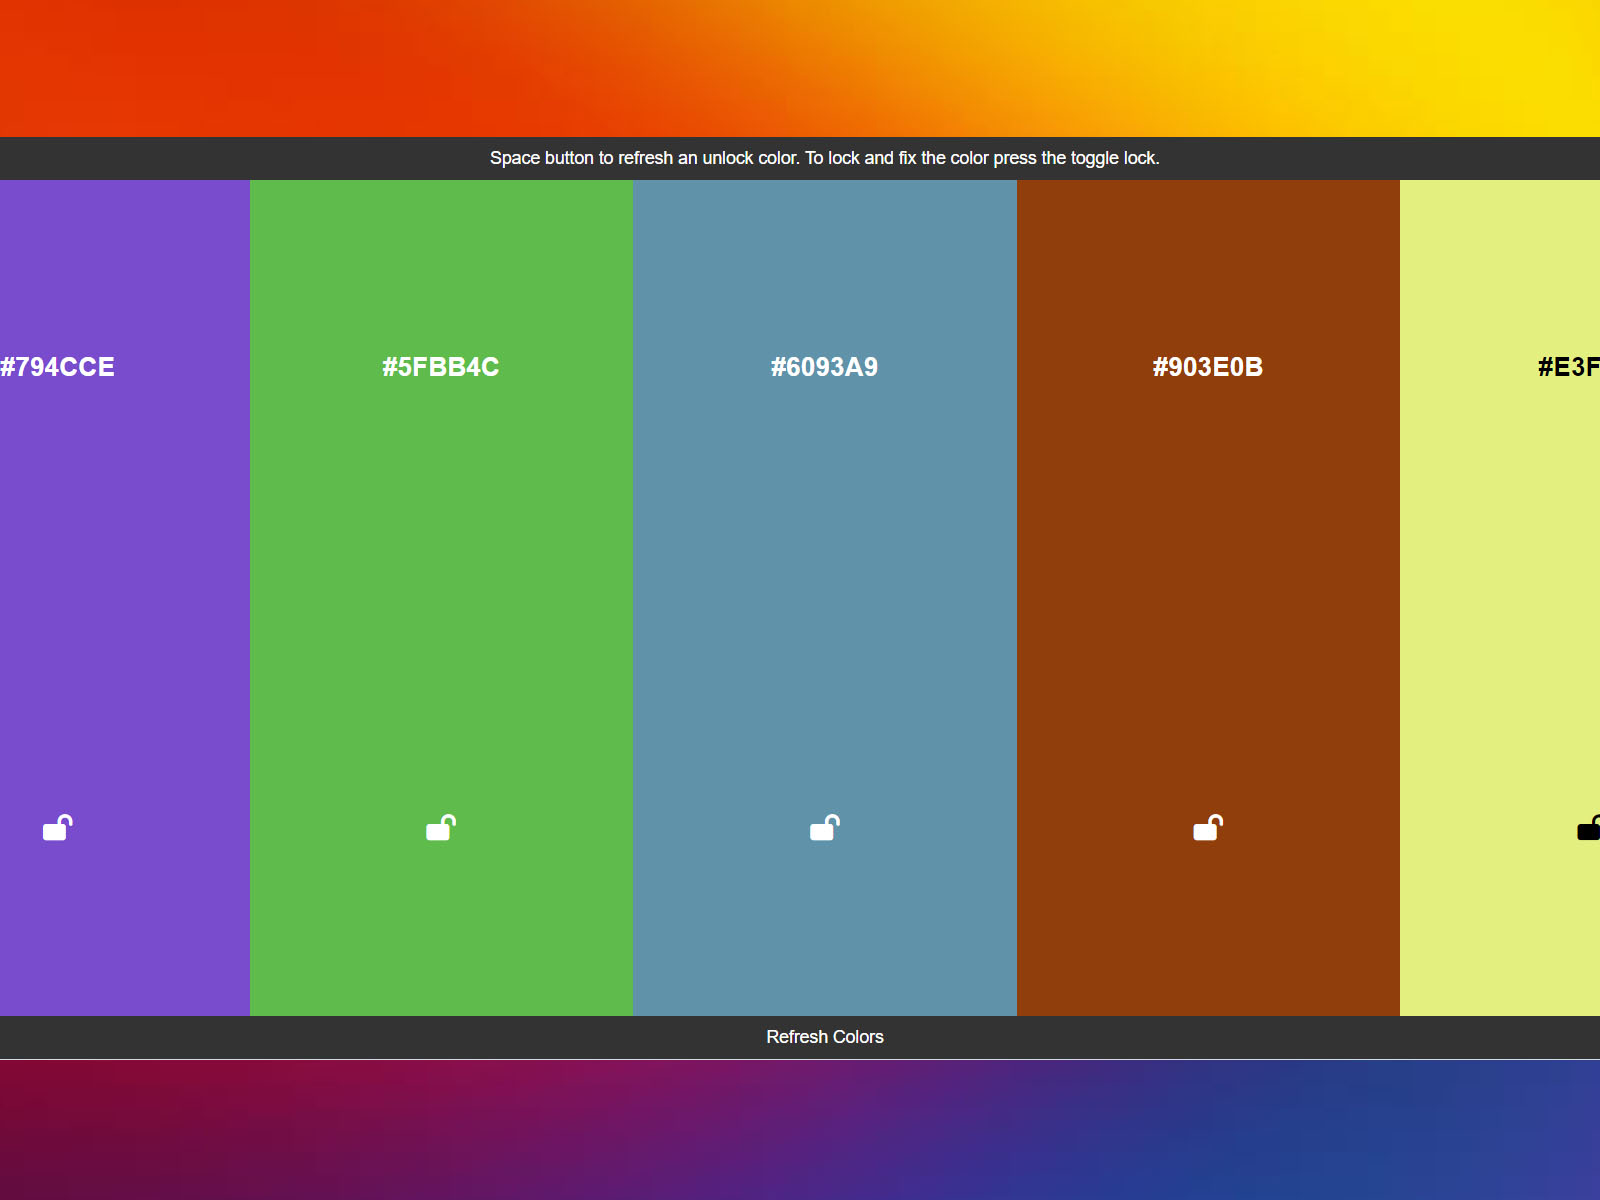 Space button to refresh an unlock color. To lock and fix the color press the toggle lock.
#794CCE
#5FBB4C
#6093A9
#903E0B
#E3F
Refresh Colors